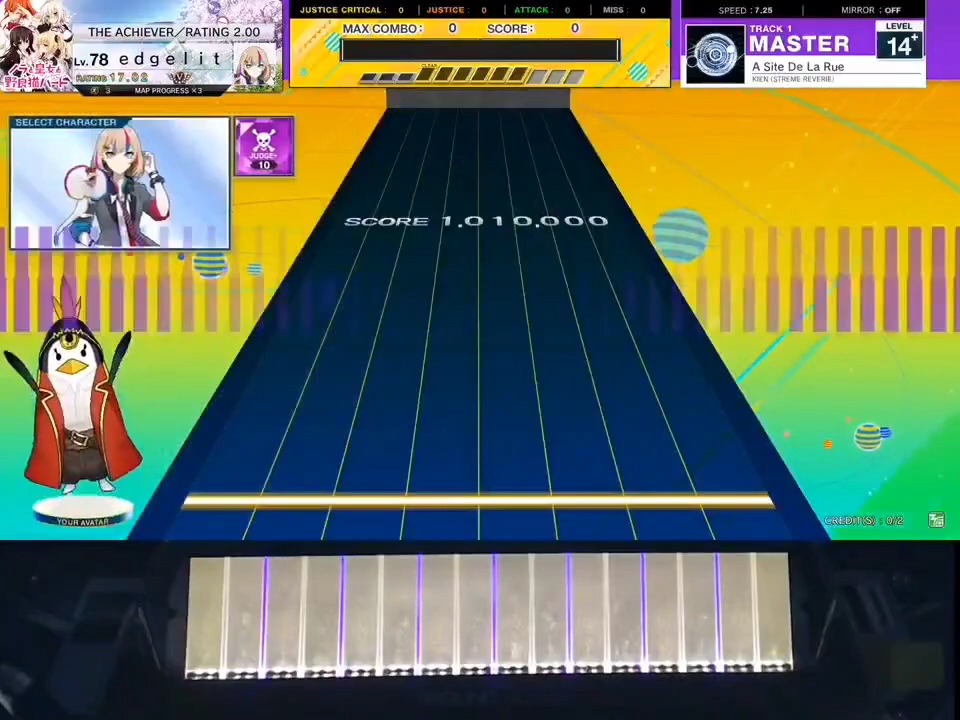 THE ACHIEVER／RATING 2.00
Lv.78 edgelit
RATING 17.02
3 MAP PROGRESS ×3
JUSTICE CRITICAL : 0 JUSTICE : 0 ATTACK : 0 MISS : 0
MAX COMBO: 0 SCORE: 0
CLEAR
SPEED : 7.25 MIRROR : OFF
TRACK 1
MASTER
LEVEL
14+
A Site De La Rue
KIEN (STREME REVERIE)
SELECT CHARACTER
JUDGE+
10
SCORE 1,010,000
YOUR AVATAR
CREDIT(S) : 0/2